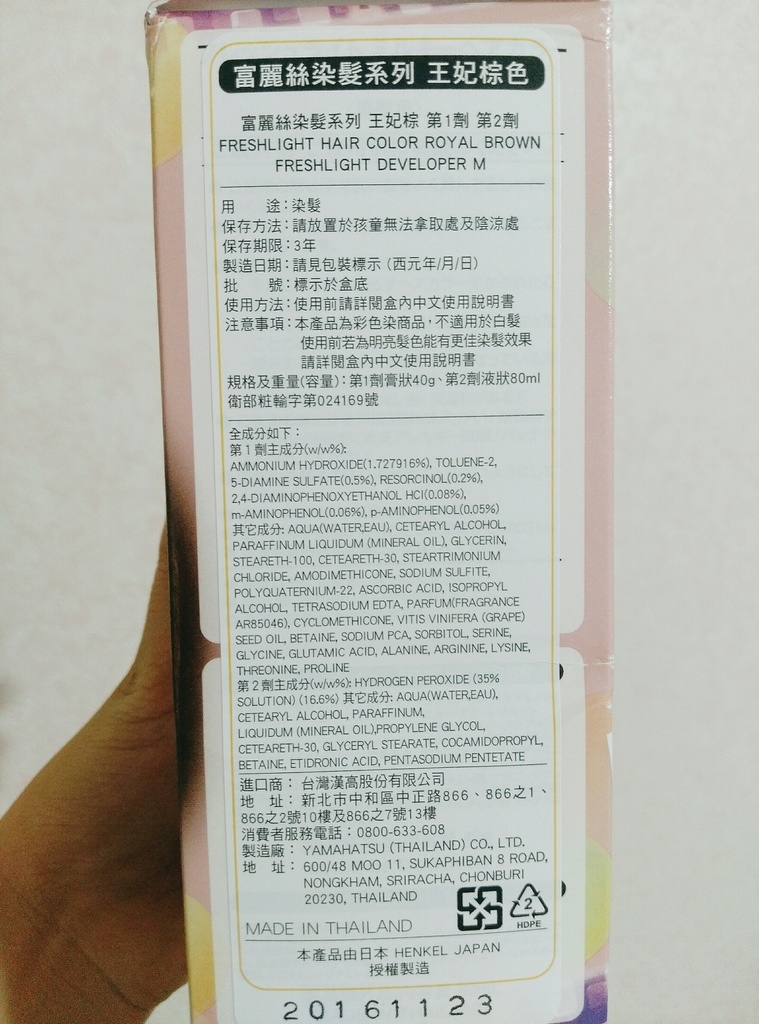 富麗絲染髮系列 王妃棕色
富麗絲染髮系列 王妃棕 第1劑 第2劑
FRESHLIGHT HAIR COLOR ROYAL BROWN
FRESHLIGHT DEVELOPER M
用　　途:染髮
保存方法:請放置於孩童無法拿取處及陰涼處
保存期限:3年
製造日期:請見包裝標示 (西元年/月/日)
批　　號:標示於盒底
使用方法:使用前請詳閱盒內中文使用說明書
注意事項:本產品為彩色染商品,不適用於白髮
使用前若為明亮髮色能有更佳染髮效果
請詳閱盒內中文使用說明書
規格及重量(容量):第1劑膏狀40g、第2劑液狀80ml
衛部粧輸字第024169號
全成分如下:
第1劑主成分(w/w%):
AMMONIUM HYDROXIDE(1.727916%), TOLUENE-2,
5-DIAMINE SULFATE(0.5%), RESORCINOL(0.2%),
2,4-DIAMINOPHENOXYETHANOL HCl(0.08%),
m-AMINOPHENOL(0.06%), p-AMINOPHENOL(0.05%)
其它成分: AQUA(WATER,EAU), CETEARYL ALCOHOL,
PARAFFINUM LIQUIDUM (MINERAL OIL), GLYCERIN,
STEARETH-100, CETEARETH-30, STEARTRIMONIUM
CHLORIDE, AMODIMETHICONE, SODIUM SULFITE,
POLYQUATERNIUM-22, ASCORBIC ACID, ISOPROPYL
ALCOHOL, TETRASODIUM EDTA, PARFUM(FRAGRANCE
AR85046), CYCLOMETHICONE, VITIS VINIFERA (GRAPE)
SEED OIL, BETAINE, SODIUM PCA, SORBITOL, SERINE,
GLYCINE, GLUTAMIC ACID, ALANINE, ARGININE, LYSINE,
THREONINE, PROLINE
第2劑主成分(w/w%): HYDROGEN PEROXIDE (35%
SOLUTION) (16.6%) 其它成分: AQUA(WATER,EAU),
CETEARYL ALCOHOL, PARAFFINUM,
LIQUIDUM (MINERAL OIL),PROPYLENE GLYCOL,
CETEARETH-30, GLYCERYL STEARATE, COCAMIDOPROPYL,
BETAINE, ETIDRONIC ACID, PENTASODIUM PENTETATE
進口商: 台灣漢高股份有限公司
地　址: 新北市中和區中正路866、866之1、
866之2號10樓及866之7號13樓
消費者服務電話:0800-633-608
製造廠: YAMAHATSU (THAILAND) CO., LTD.
地　址: 600/48 MOO 11, SUKAPHIBAN 8 ROAD,
NONGKHAM, SRIRACHA, CHONBURI
20230, THAILAND
2
HDPE
MADE IN THAILAND
本產品由日本 HENKEL JAPAN
授權製造
20161123